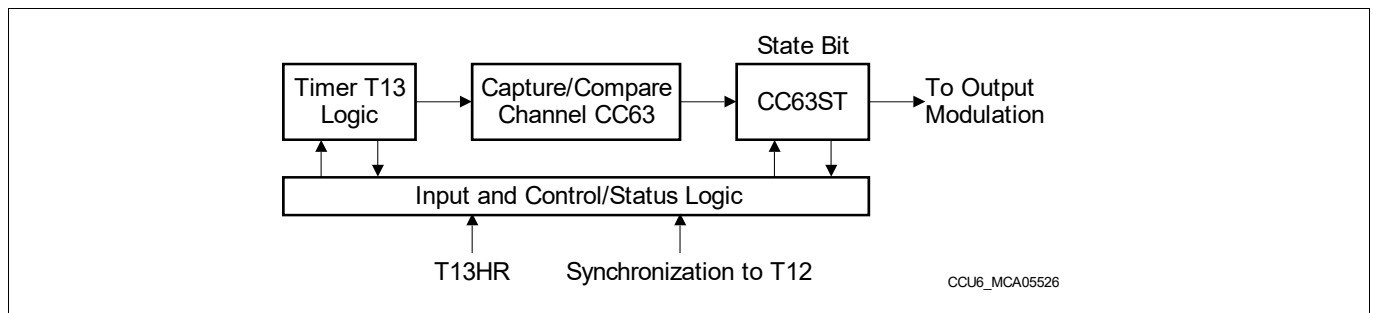 State Bit
Timer T13
Logic
Capture/Compare
Channel CC63
CC63ST
To Output
Modulation
Input and Control/Status Logic
T13HR
Synchronization to T12
CCU6_MCA05526